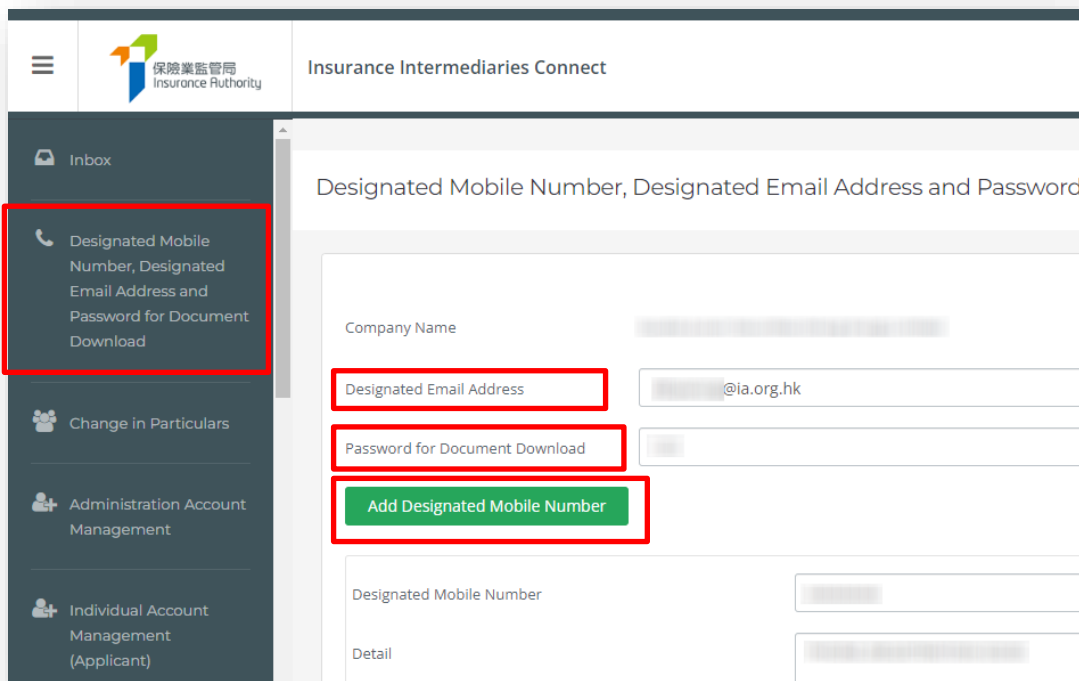 保險業監管局
Insurance Authority
Insurance Intermediaries Connect
Inbox
Designated Mobile
Number, Designated
Email Address and
Password for Document
Download
Change in Particulars
Administration Account
Management
Individual Account
Management
(Applicant)
Designated Mobile Number, Designated Email Address and Password
Company Name
Designated Email Address
@ia.org.hk
Password for Document Download
Add Designated Mobile Number
Designated Mobile Number
Detail